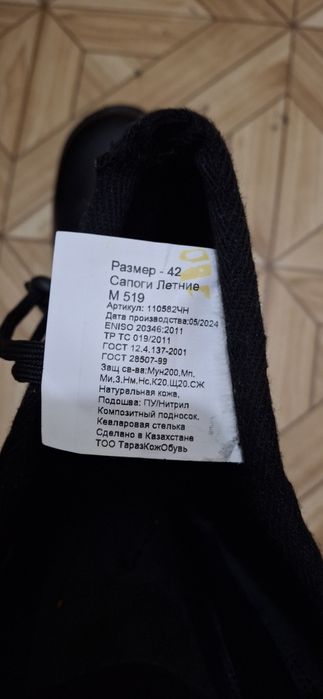 Размер - 42
Сапоги Летние
М 519
Артикул: 110582ЧН
Дата производства:05/2024
ENISO 20346:2011
ТР ТС 019/2011
ГОСТ 12.4.137-2001
ГОСТ 28507-99
Защ св-ва:Мун200,Мп,
Ми,З,Нм,Нс,К20,Щ20,СЖ
Натуральная кожа,
Подошва: ПУ/Нитрил
Композитный подносок,
Кевларовая стелька
Сделано в Казахстане
ТОО ТаразКожОбувь